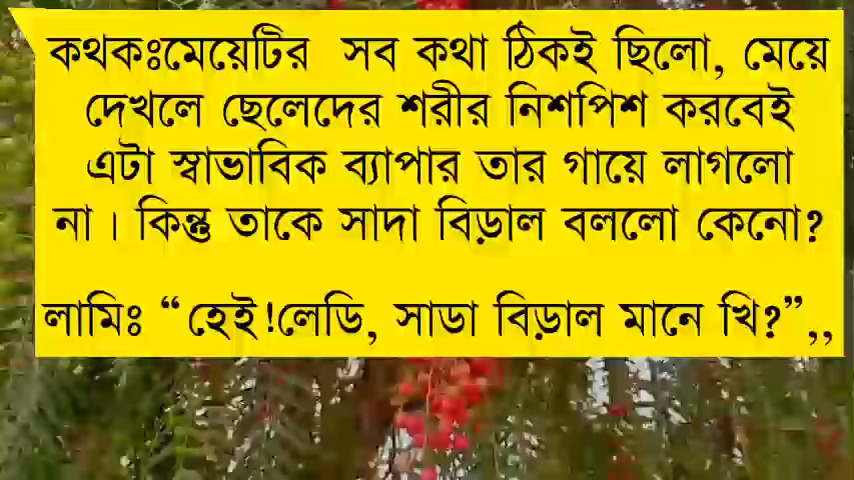 কথকঃমেয়েটির সব কথা ঠিকই ছিলো, মেয়ে
দেখলে ছেলেদের শরীর নিশপিশ করবেই
এটা স্বাভাবিক ব্যাপার তার গায়ে লাগলো
না। কিন্তু তাকে সাদা বিড়াল বললো কেনো?
লামিঃ “হেই!লেডি, সাডা বিড়াল মানে খি?”,,